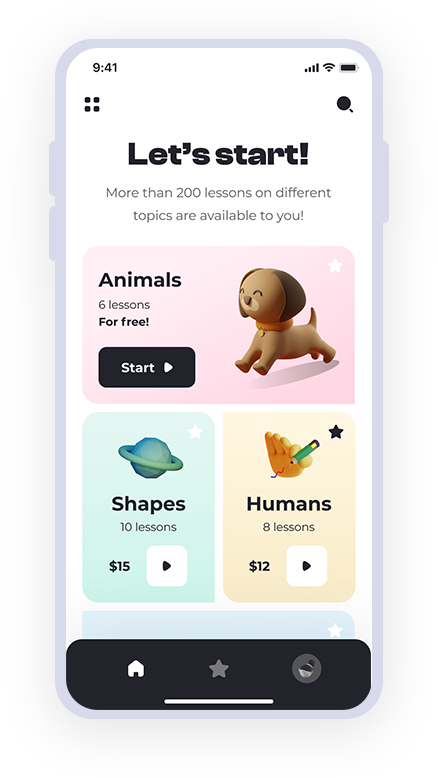 9:41
Let's start!
More than 200 lessons on different
topics are available to you!
Animals
6 lessons
For free!
Start
Shapes
10 lessons
$15
Humans
8 lessons
$12